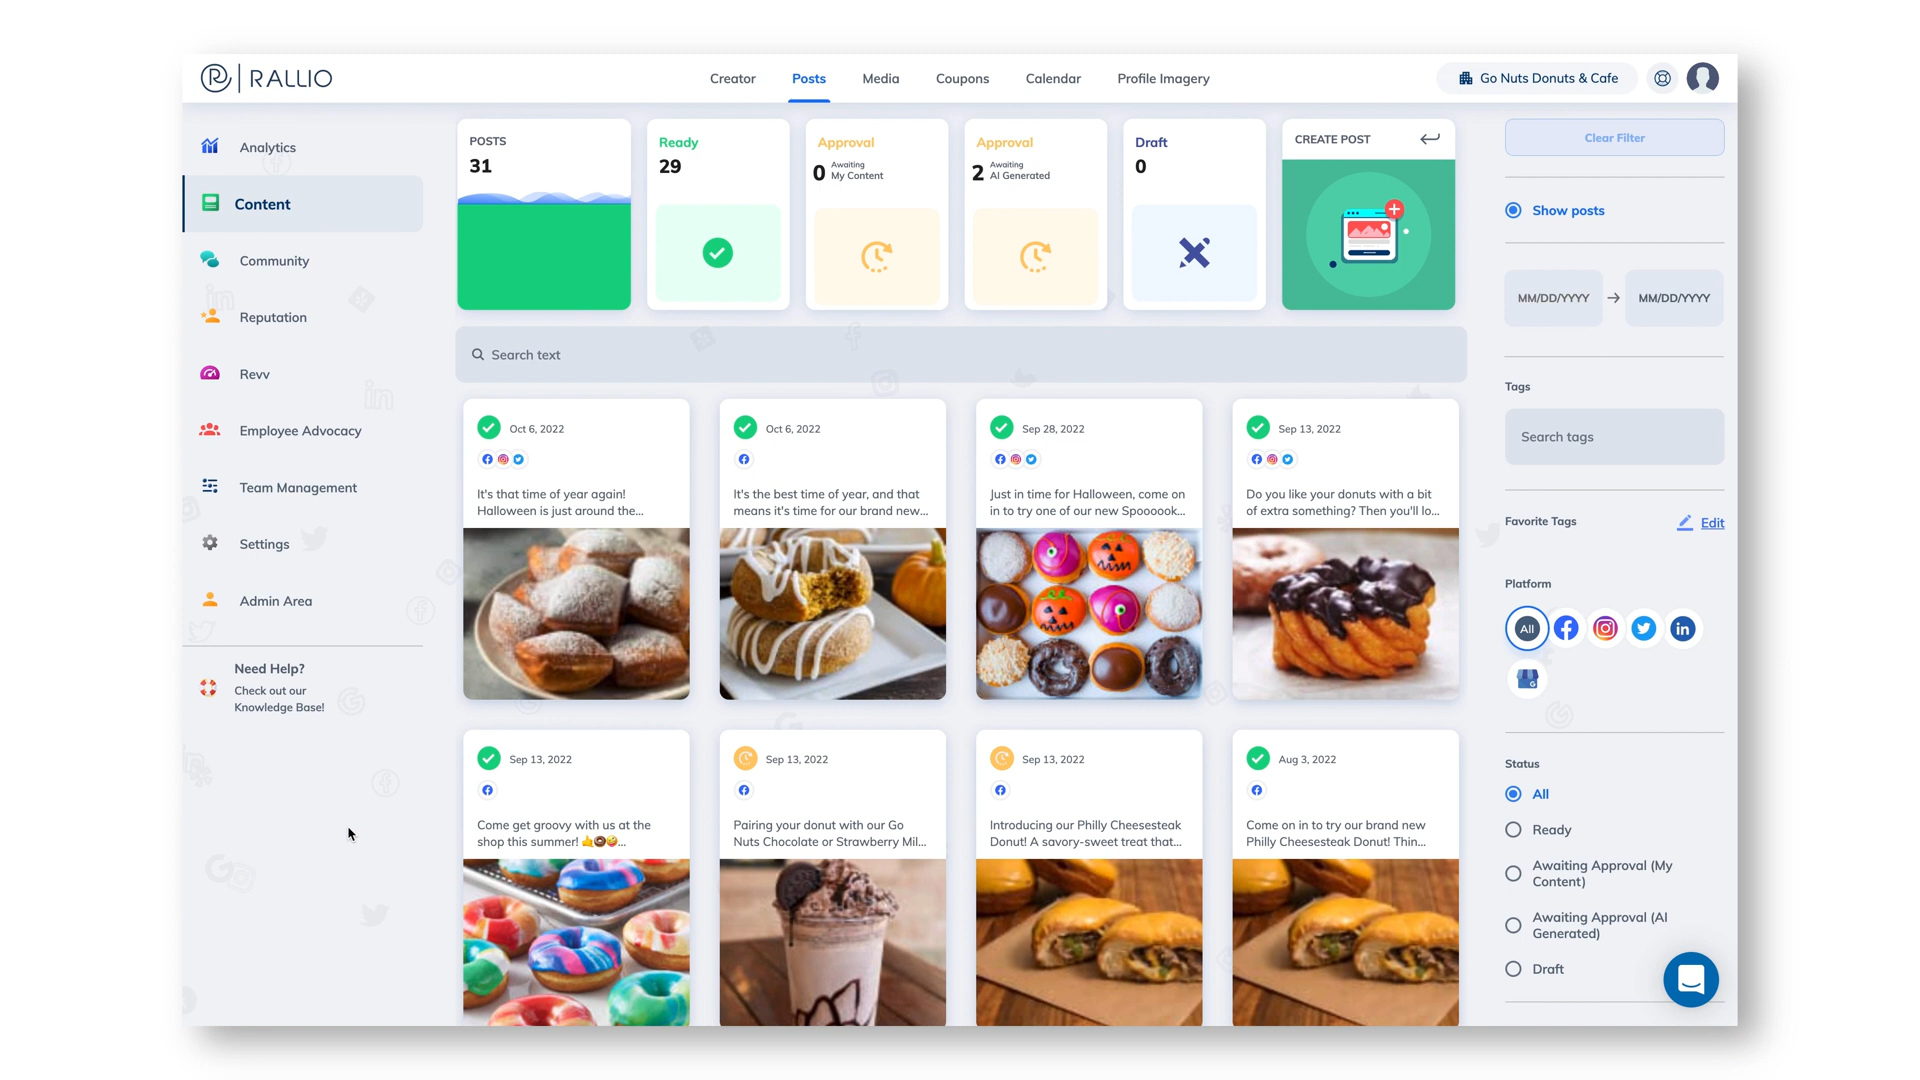 RALLIO
Creator
Posts
Media
Coupons
Calendar
Profile Imagery
Go Nuts Donuts & Cafe
Analytics
Content
Community
Reputation
Revv
Employee Advocacy
Team Management
Settings
Admin Area
Need Help?
Check out our
Knowledge Base!
POSTS
31
Ready
29
Approval
0 Awaiting
My Content
Approval
2 Awaiting
AI Generated
Draft
0
CREATE POST
Search text
Oct 6, 2022
It's that time of year again!
Halloween is just around the...
Oct 6, 2022
It's the best time of year, and that
means it's time for our brand new...
Sep 28, 2022
Just in time for Halloween, come on
in to try one of our new Spoooook...
Sep 13, 2022
Do you like your donuts with a bit
of extra something? Then you'll lo...
Sep 13, 2022
Come get groovy with us at the
shop this summer! 🤙🍩🤪...
Sep 13, 2022
Pairing your donut with our Go
Nuts Chocolate or Strawberry Mil...
Sep 13, 2022
Introducing our Philly Cheesesteak
Donut! A savory-sweet treat that...
Aug 3, 2022
Come on in to try our brand new
Philly Cheesesteak Donut! Thin...
Clear Filter
Show posts
MM/DD/YYYY → MM/DD/YYYY
Tags
Search tags
Favorite Tags
Edit
Platform
All
Status
All
Ready
Awaiting Approval (My
Content)
Awaiting Approval (AI
Generated)
Draft